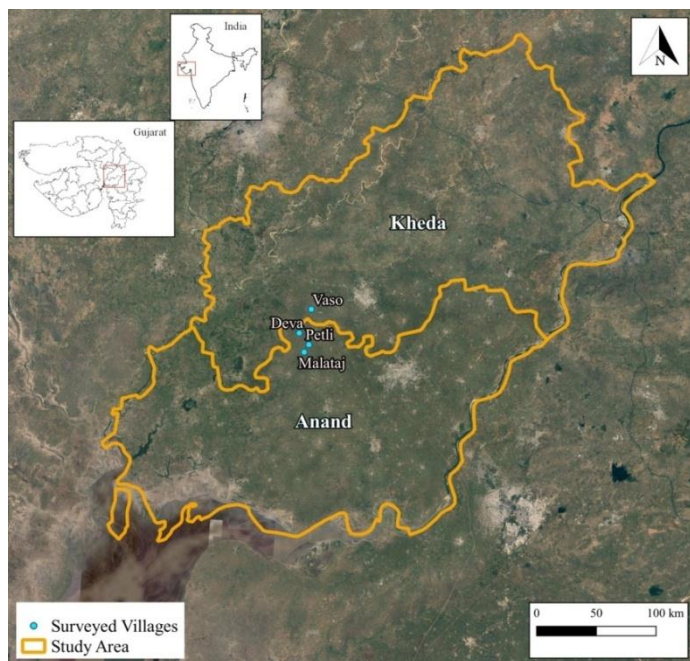 India
N
Gujarat
Kheda
Vaso
Deva
Petli
Malataj
Anand
Surveyed Villages
Study Area
0 50 100 km